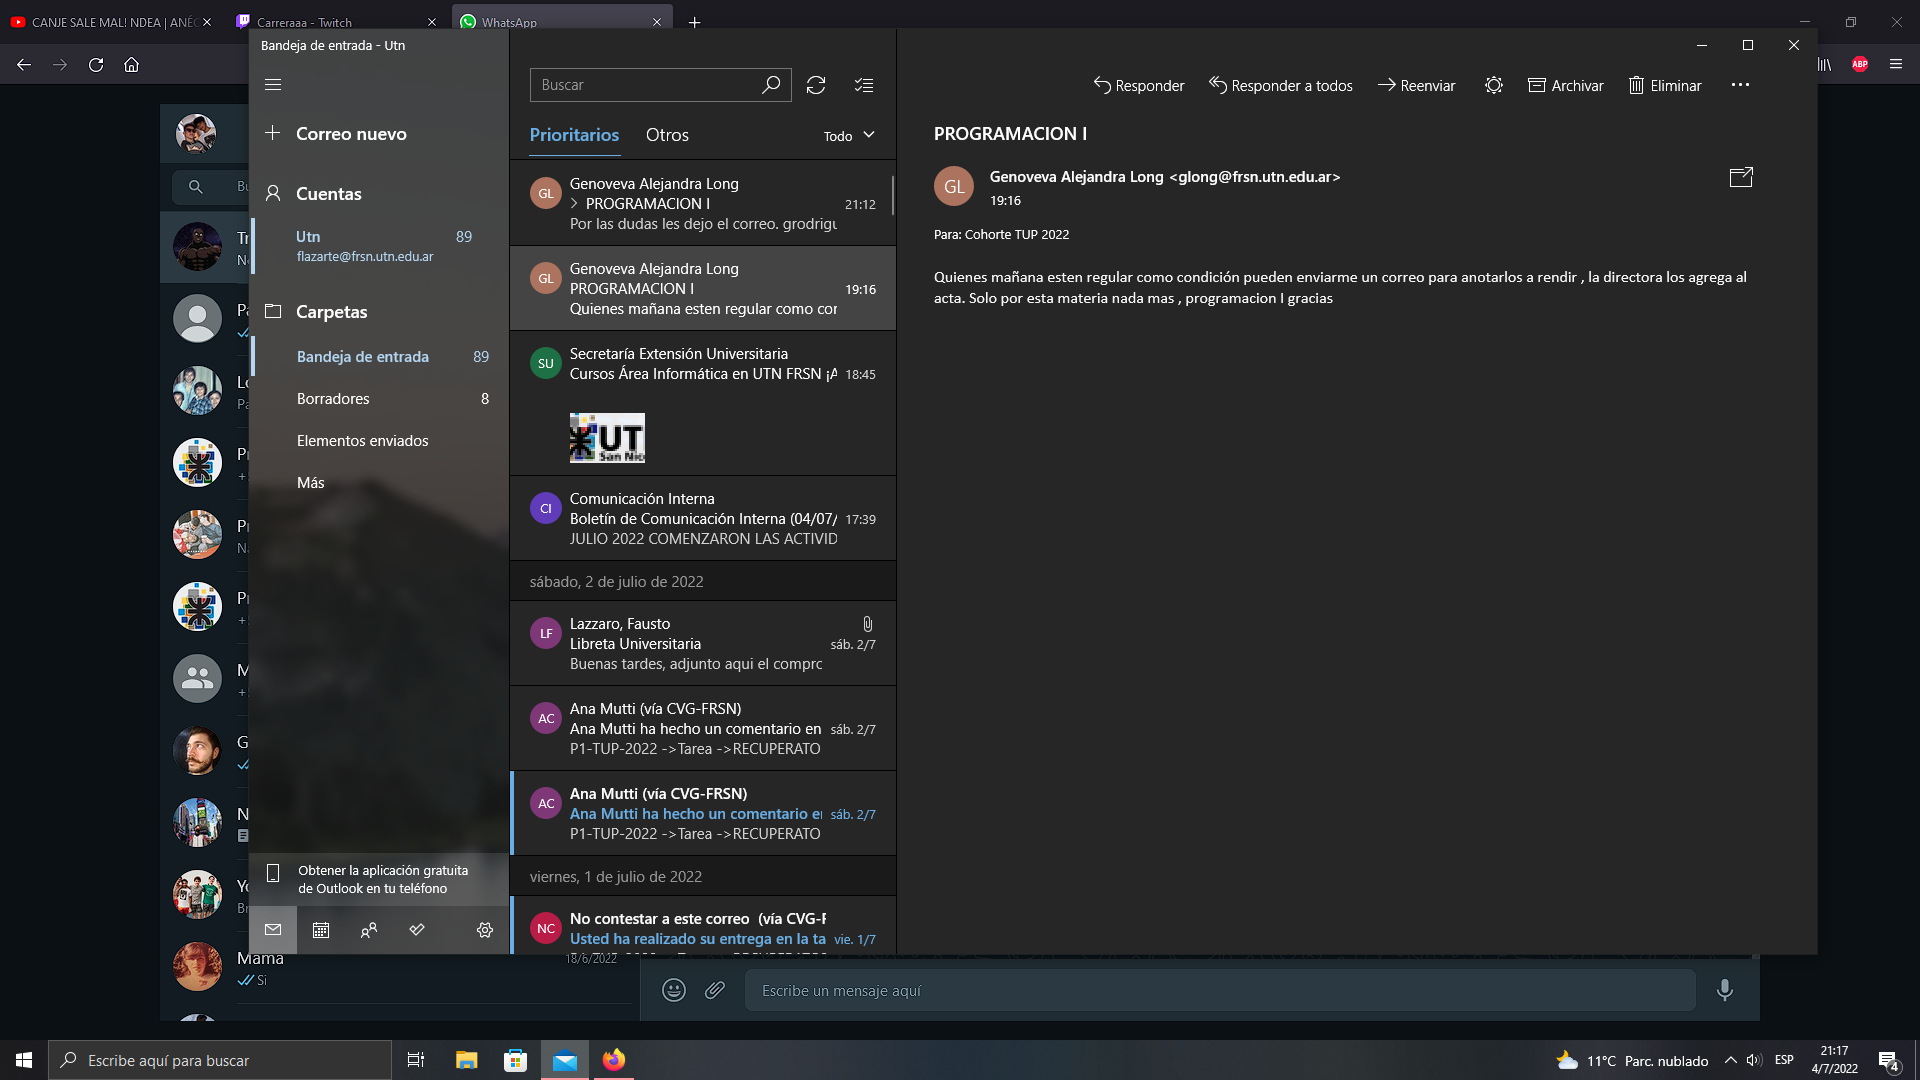 CANJE SALE MAL! NDEA | ANÉC
Carreraaa - Twitch
WhatsApp
Bandeja de entrada - Utn
Correo nuevo
Cuentas
Utn 89
flazarte@frsn.utn.edu.ar
Carpetas
Bandeja de entrada 89
Borradores 8
Elementos enviados
Más
Obtener la aplicación gratuita
de Outlook en tu teléfono
Buscar
Prioritarios Otros Todo
GL
Genoveva Alejandra Long
PROGRAMACION I 21:12
Por las dudas les dejo el correo. grodrigu
GL
Genoveva Alejandra Long
PROGRAMACION I 19:16
Quienes mañana esten regular como cor
SU
Secretaría Extensión Universitaria
Cursos Área Informática en UTN FRSN ¡A 18:45
UT
San Nic
CI
Comunicación Interna
Boletín de Comunicación Interna (04/07/ 17:39
JULIO 2022 COMENZARON LAS ACTIVID
sábado, 2 de julio de 2022
LF
Lazzaro, Fausto
Libreta Universitaria sáb. 2/7
Buenas tardes, adjunto aqui el compro
AC
Ana Mutti (vía CVG-FRSN)
Ana Mutti ha hecho un comentario en sáb. 2/7
P1-TUP-2022 ->Tarea ->RECUPERATO
AC
Ana Mutti (vía CVG-FRSN)
Ana Mutti ha hecho un comentario e sáb. 2/7
P1-TUP-2022 ->Tarea ->RECUPERATO
viernes, 1 de julio de 2022
NC
No contestar a este correo (vía CVG-F
Usted ha realizado su entrega en la ta vie. 1/7
Responder Responder a todos Reenviar Archivar Eliminar
ABP
PROGRAMACION I
GL
Genoveva Alejandra Long <glong@frsn.utn.edu.ar>
19:16
Para: Cohorte TUP 2022
Quienes mañana esten regular como condición pueden enviarme un correo para anotarlos a rendir , la directora los agrega al
acta. Solo por esta materia nada mas , programacion I gracias
Mamá
18/6/2022
Si
Escribe un mensaje aquí
Escribe aquí para buscar
11°C Parc. nublado
ESP
21:17
4/7/2022
4